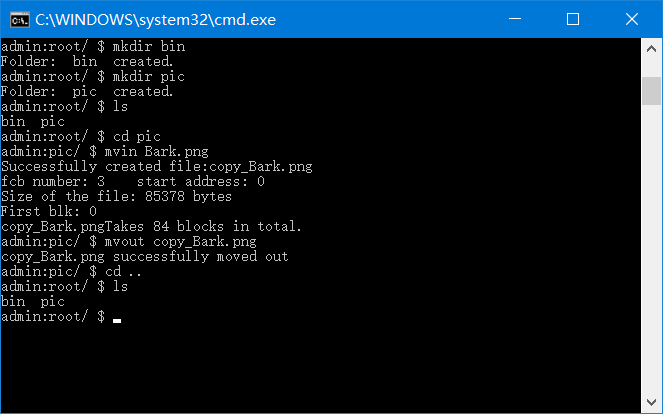 C:\WINDOWS\system32\cmd.exe
admin:root/ $ mkdir bin
Folder:  bin  created.
admin:root/ $ mkdir pic
Folder:  pic  created.
admin:root/ $ ls
bin  pic
admin:root/ $ cd pic
admin:pic/ $ mvin Bark.png
Successfully created file:copy_Bark.png
fcb number: 3    start address: 0
Size of the file: 85378 bytes
First blk: 0
copy_Bark.pngTakes 84 blocks in total.
admin:pic/ $ mvout copy_Bark.png
copy_Bark.png successfully moved out
admin:pic/ $ cd ..
admin:root/ $ ls
bin  pic
admin:root/ $